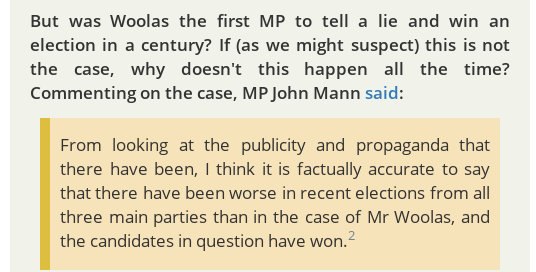 But was Woolas the first MP to tell a lie and win an
election in a century? If (as we might suspect) this is not
the case, why doesn't this happen all the time?
Commenting on the case, MP John Mann said:
From looking at the publicity and propaganda that
there have been, I think it is factually accurate to say
that there have been worse in recent elections from all
three main parties than in the case of Mr Woolas, and
the candidates in question have won.2